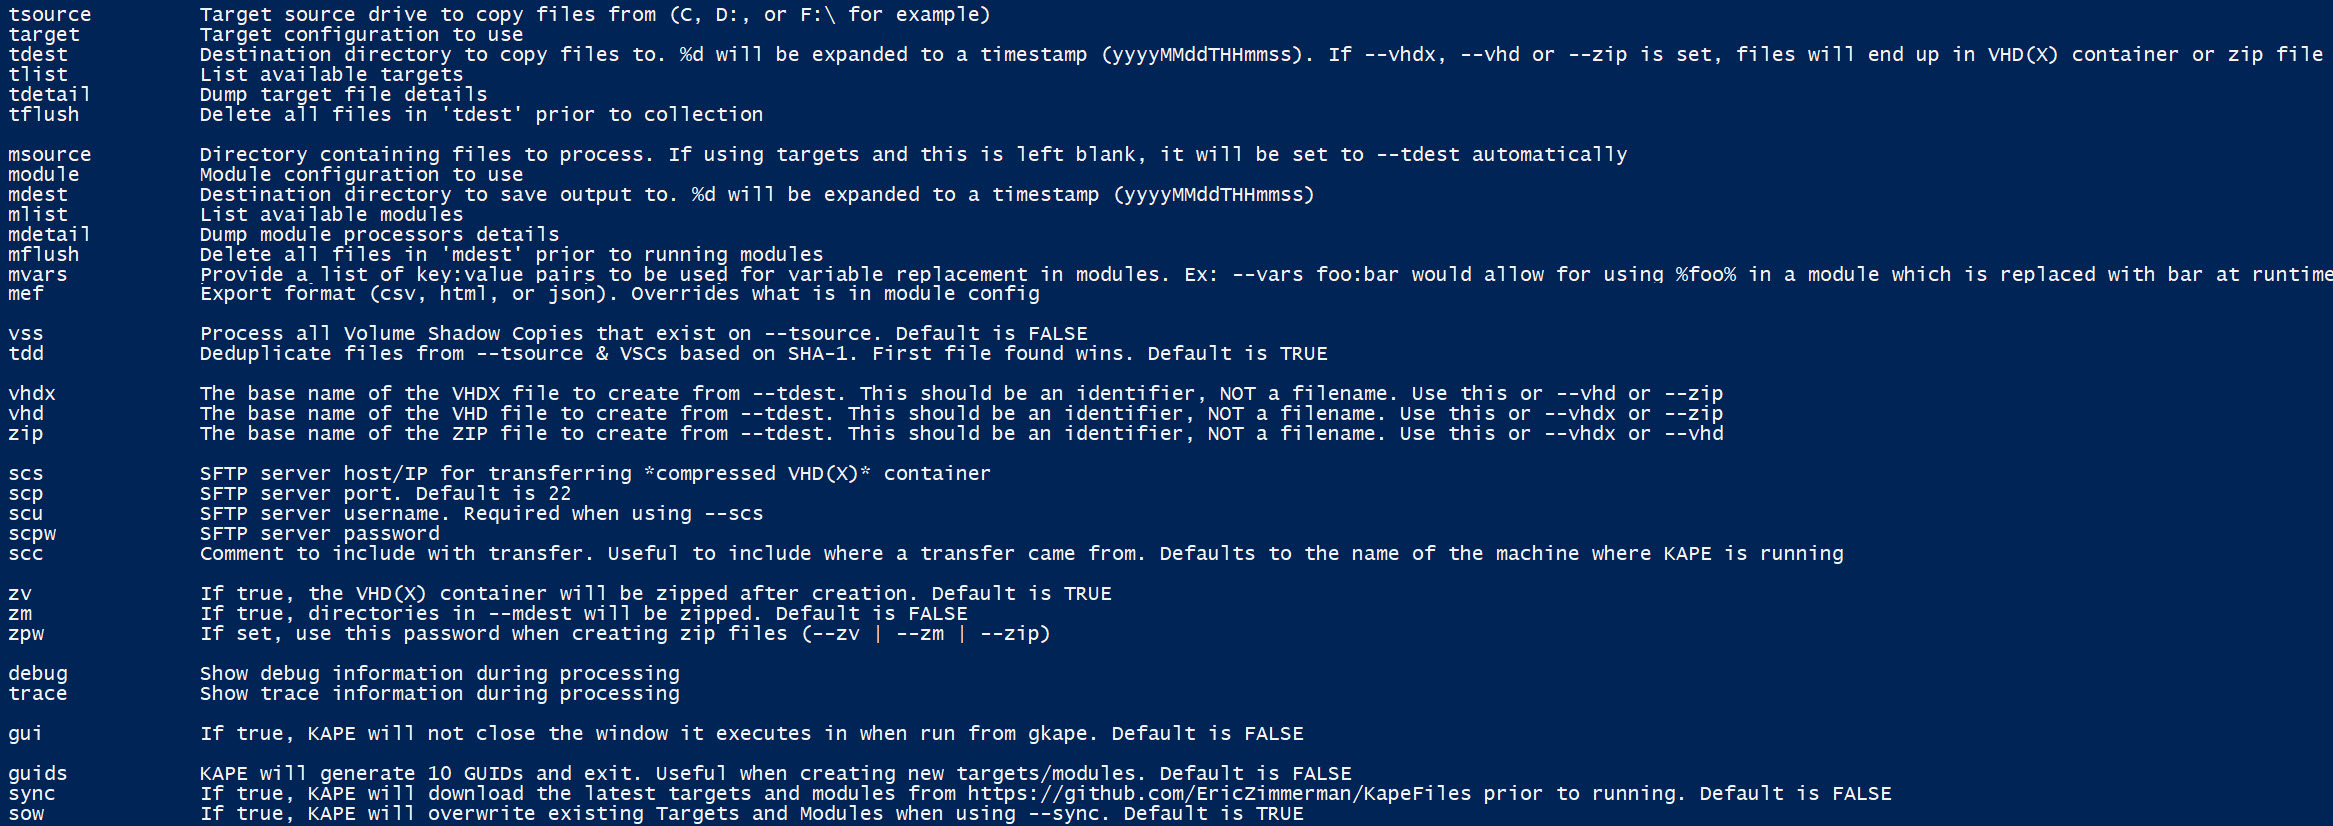 tsource Target source drive to copy files from (C, D:, or F:\ for example)
target Target configuration to use
tdest Destination directory to copy files to. %d will be expanded to a timestamp (yyyyMMddTHHmmss). If --vhdx, --vhd or --zip is set, files will end up in VHD(X) container or zip file
tlist List available targets
tdetail Dump target file details
tflush Delete all files in 'tdest' prior to collection
msource Directory containing files to process. If using targets and this is left blank, it will be set to --tdest automatically
module Module configuration to use
mdest Destination directory to save output to. %d will be expanded to a timestamp (yyyyMMddTHHmmss)
mlist List available modules
mdetail Dump module processors details
mflush Delete all files in 'mdest' prior to running modules
mvars Provide a list of key:value pairs to be used for variable replacement in modules. Ex: --vars foo:bar would allow for using %foo% in a module which is replaced with bar at runtime
mef Export format (csv, html, or json). Overrides what is in module config
vss Process all Volume Shadow Copies that exist on --tsource. Default is FALSE
tdd Deduplicate files from --tsource & VSCs based on SHA-1. First file found wins. Default is TRUE
vhdx The base name of the VHDX file to create from --tdest. This should be an identifier, NOT a filename. Use this or --vhd or --zip
vhd The base name of the VHD file to create from --tdest. This should be an identifier, NOT a filename. Use this or --vhdx or --zip
zip The base name of the ZIP file to create from --tdest. This should be an identifier, NOT a filename. Use this or --vhdx or --vhd
scs SFTP server host/IP for transferring *compressed VHD(X)* container
scp SFTP server port. Default is 22
scu SFTP server username. Required when using --scs
scpw SFTP server password
scc Comment to include with transfer. Useful to include where a transfer came from. Defaults to the name of the machine where KAPE is running
zv If true, the VHD(X) container will be zipped after creation. Default is TRUE
zm If true, directories in --mdest will be zipped. Default is FALSE
zpw If set, use this password when creating zip files (--zv | --zm | --zip)
debug Show debug information during processing
trace Show trace information during processing
gui If true, KAPE will not close the window it executes in when run from gkape. Default is FALSE
guids KAPE will generate 10 GUIDs and exit. Useful when creating new targets/modules. Default is FALSE
sync If true, KAPE will download the latest targets and modules from https://github.com/EricZimmerman/KapeFiles prior to running. Default is FALSE
sow If true, KAPE will overwrite existing Targets and Modules when using --sync. Default is TRUE